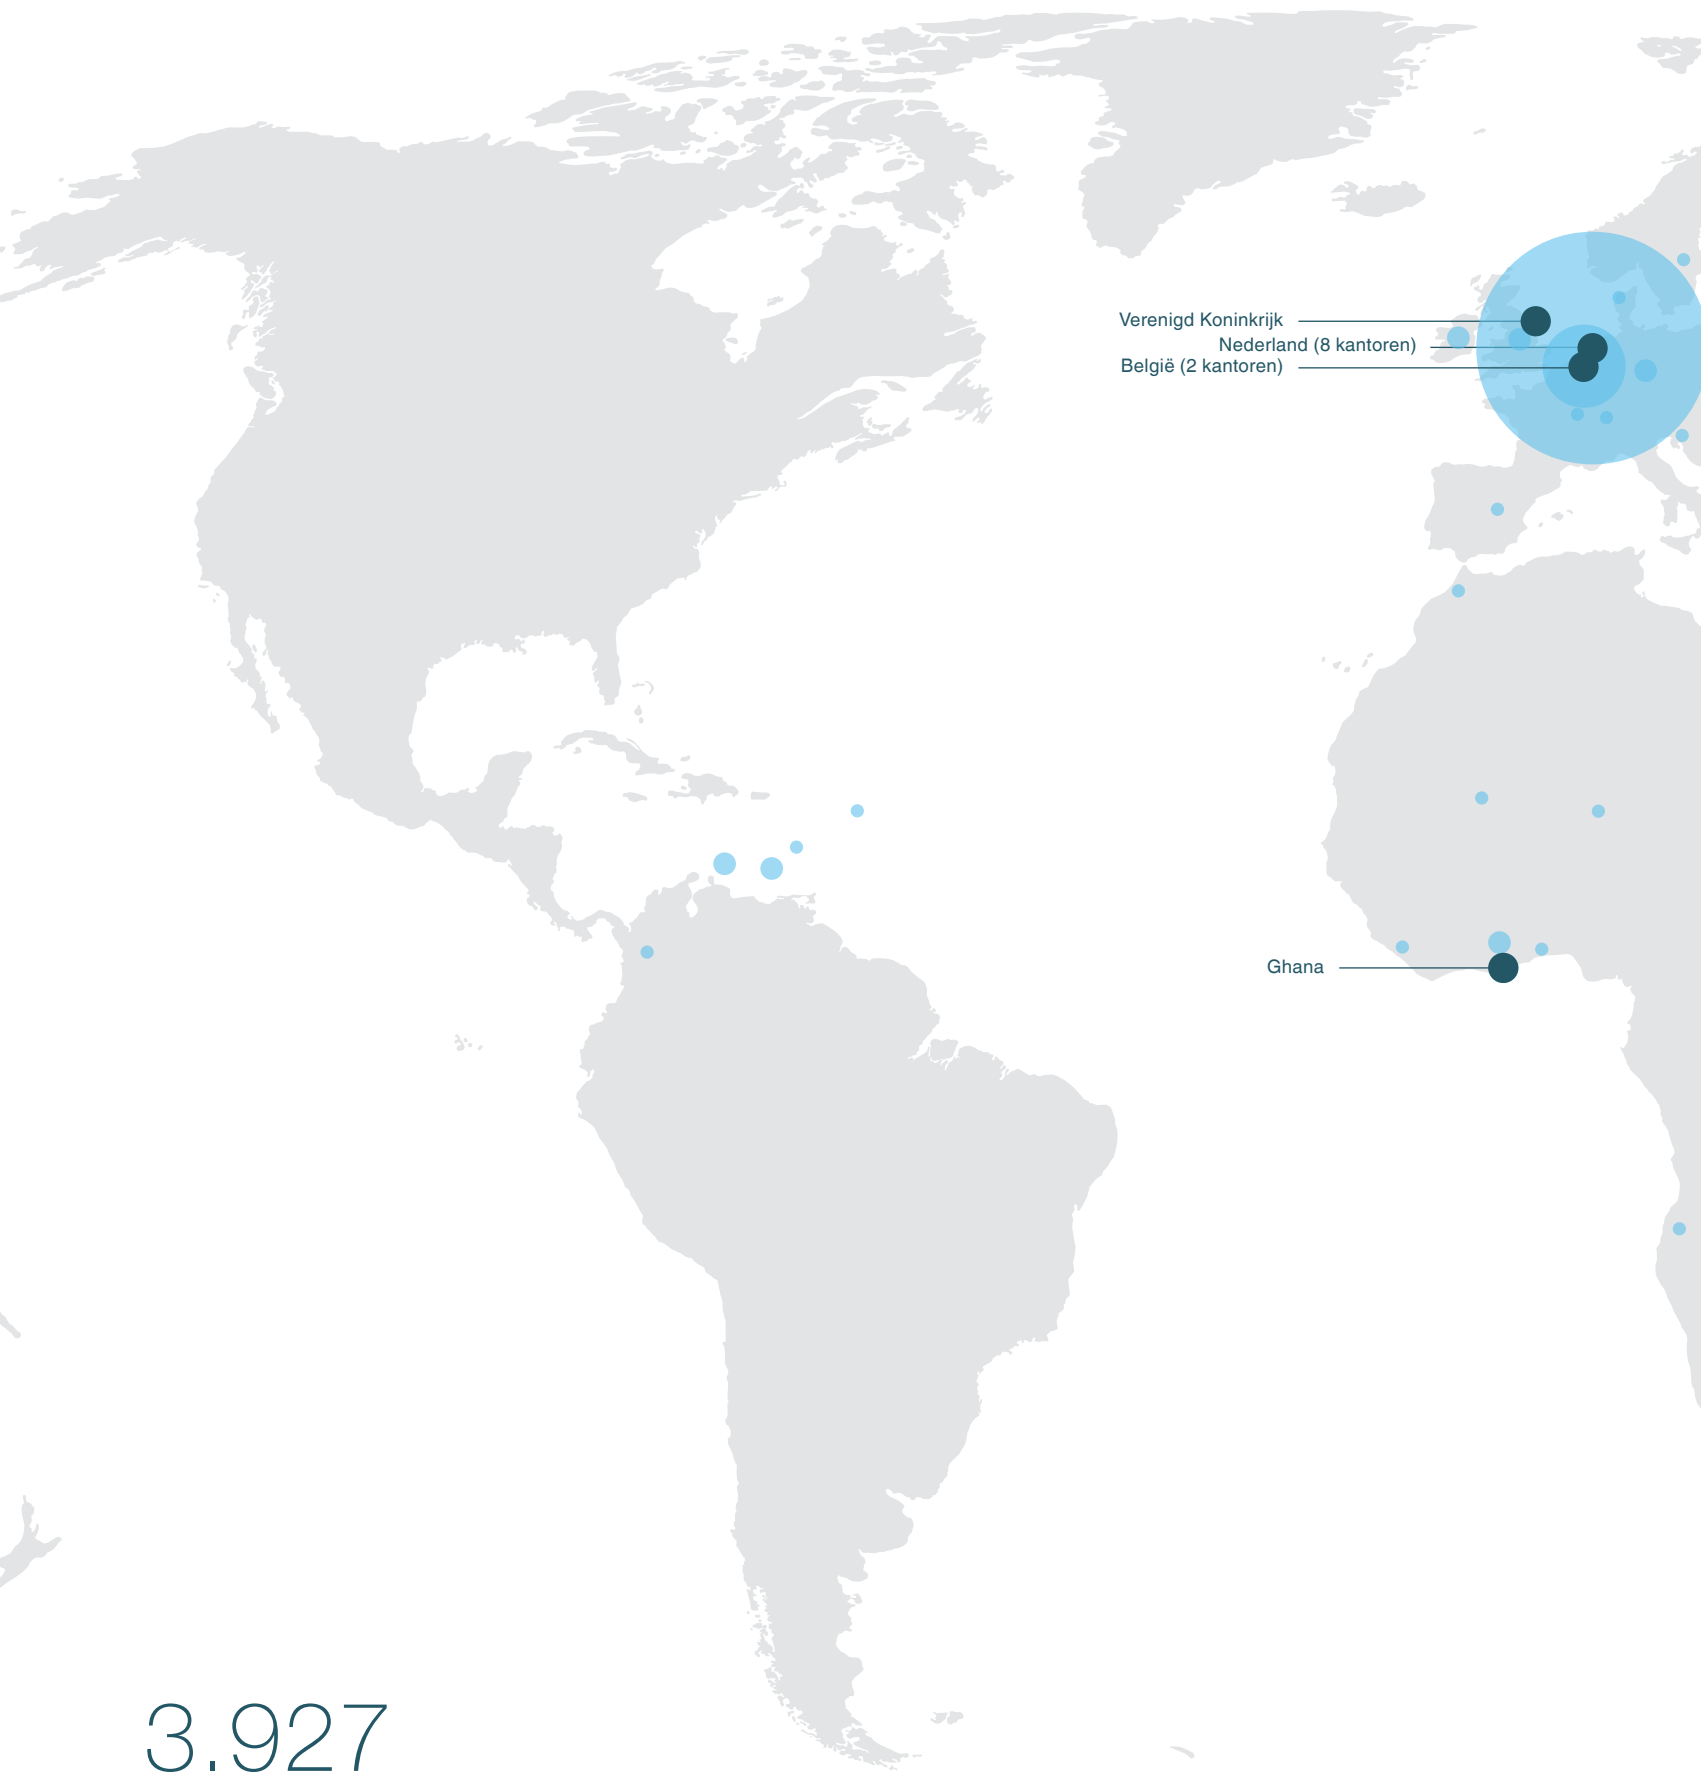 Verenigd Koninkrijk
Nederland (8 kantoren)
België (2 kantoren)
Ghana
3.927